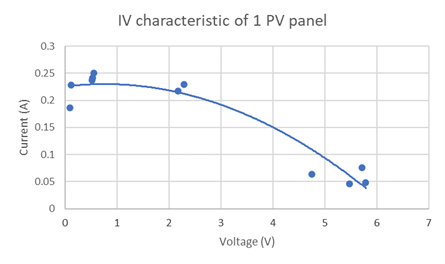 IV characteristic of 1 PV panel
0.3
0.25
0.2
0.15
0.1
0.05
0
Current (A)
0 1 2 3 4 5 6 7
Voltage (V)